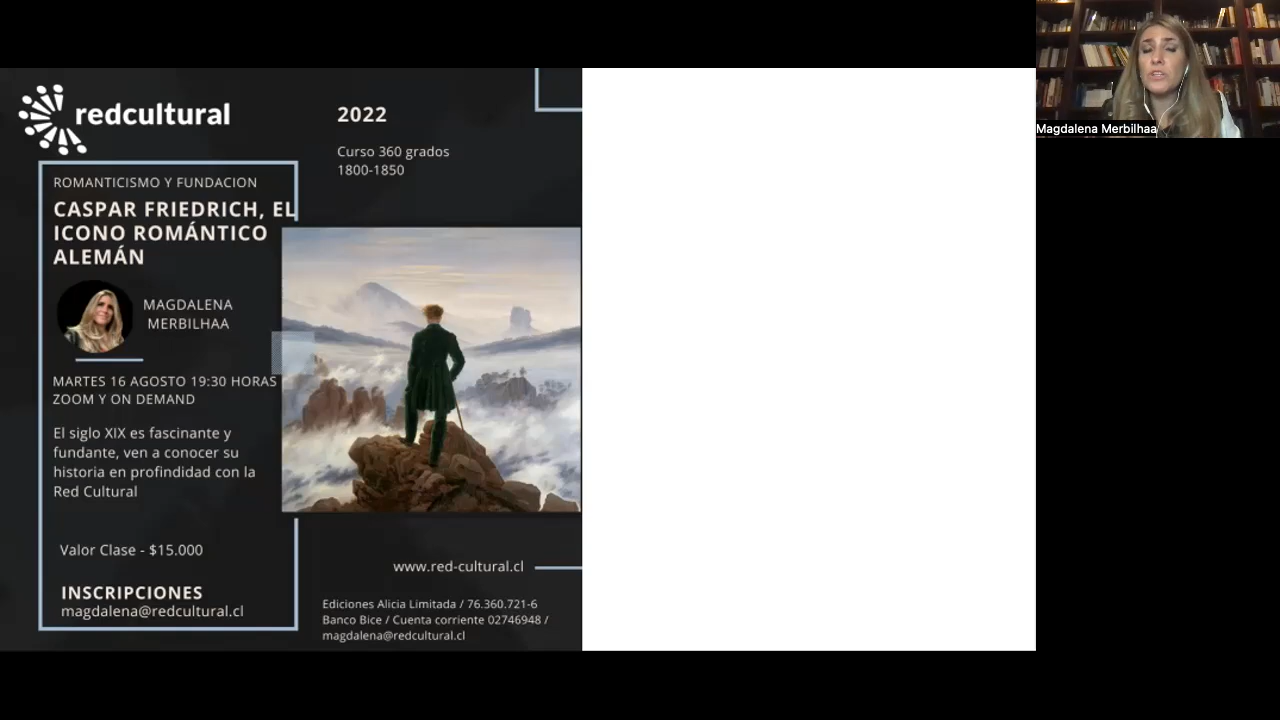 redcultural
2022
Curso 360 grados
1800-1850
ROMANTICISMO Y FUNDACION
CASPAR FRIEDRICH, EL
ICONO ROMÁNTICO
ALEMÁN
MAGDALENA
MERBILHAA
MARTES 16 AGOSTO 19:30 HORAS
ZOOM Y ON DEMAND
El siglo XIX es fascinante y
fundante, ven a conocer su
historia en profindidad con la
Red Cultural
Valor Clase - $15.000
INSCRIPCIONES
magdalena@redcultural.cl
www.red-cultural.cl
Ediciones Alicia Limitada / 76.360.721-6
Banco Bice / Cuenta corriente 02746948 /
magdalena@redcultural.cl
Magdalena Merbilhaa